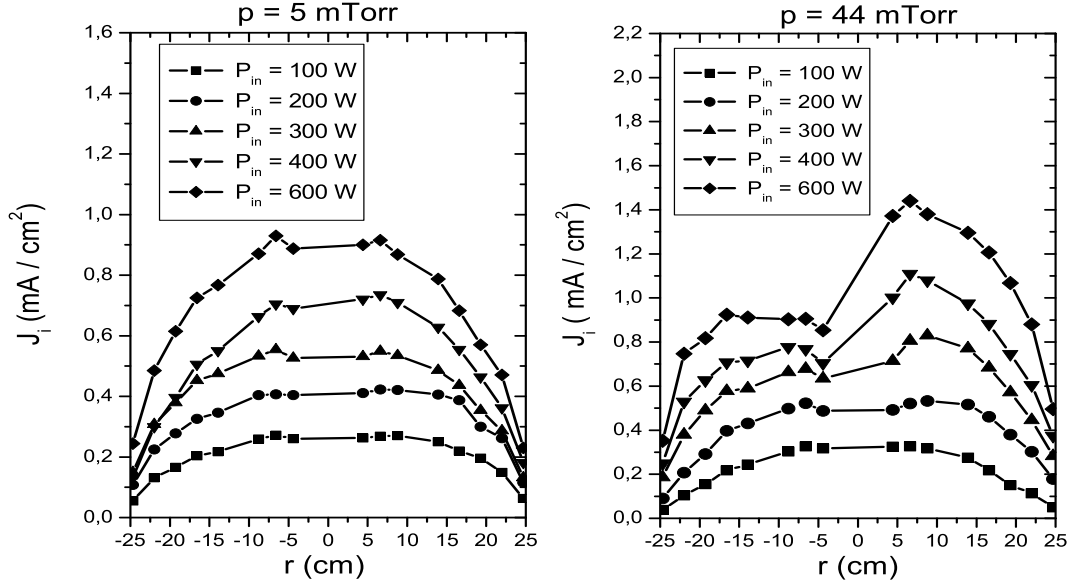 p = 5 mTorr
1,6
1,4
1,2
1,0
0,8
0,6
0,4
0,2
0,0
J_i (mA / cm²)
P_in = 100 W
P_in = 200 W
P_in = 300 W
P_in = 400 W
P_in = 600 W
-25 -20 -15 -10 -5 0 5 10 15 20 25
r (cm)
p = 44 mTorr
2,2
2,0
1,8
1,6
1,4
1,2
1,0
0,8
0,6
0,4
0,2
0,0
J_i ( mA / cm²)
P_in = 100 W
P_in = 200 W
P_in = 300 W
P_in = 400 W
P_in = 600 W
-25 -20 -15 -10 -5 0 5 10 15 20 25
r (cm)